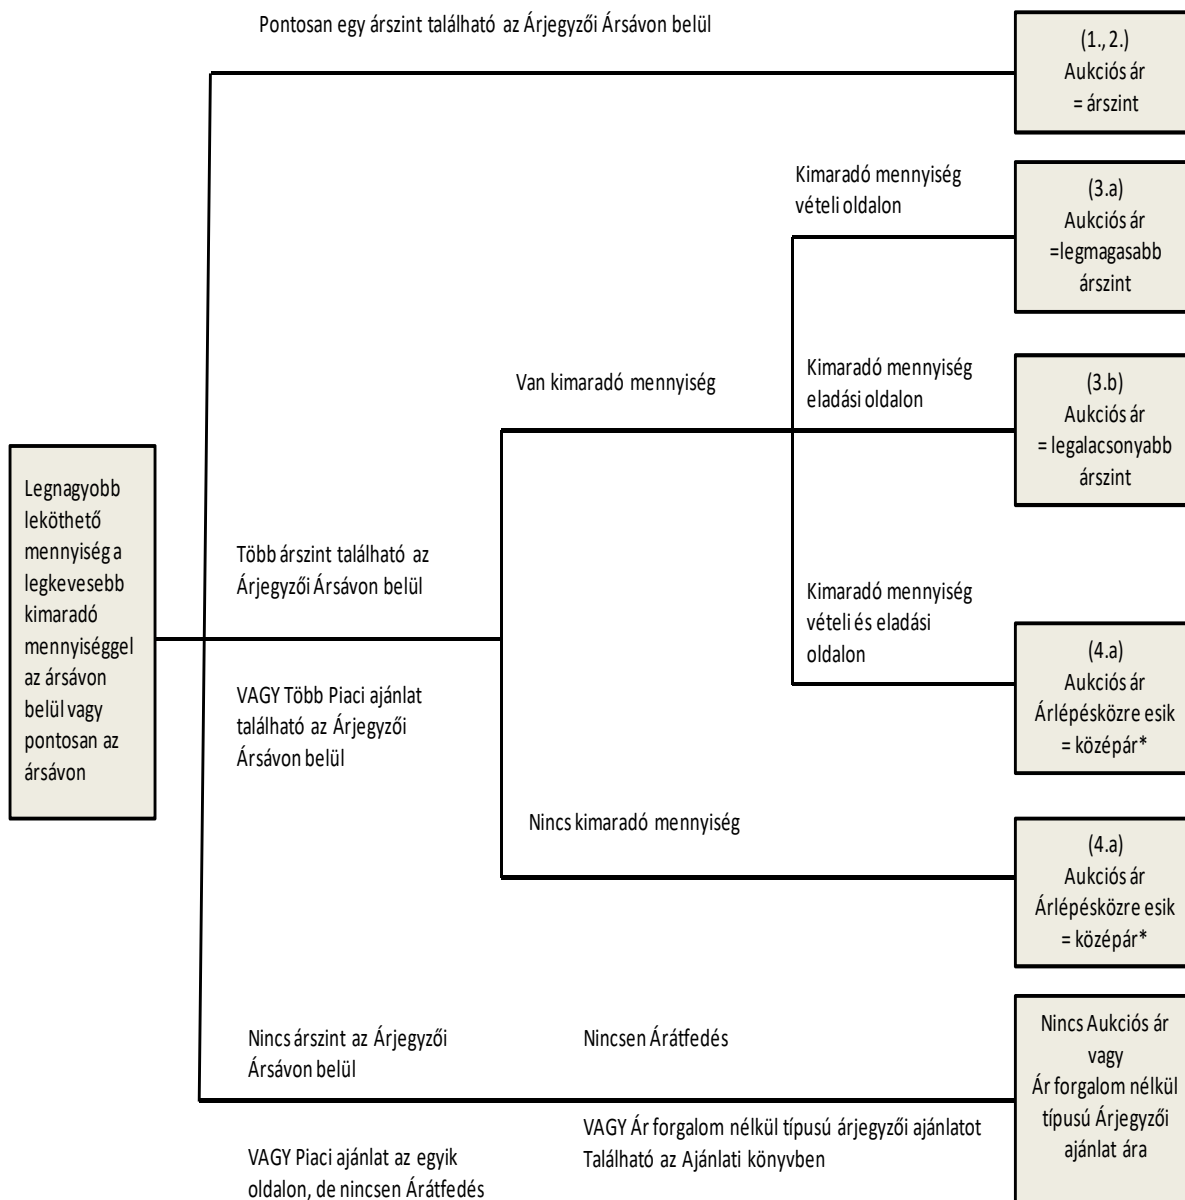 Pontosan egy árszint található az Árjegyzői Ársávon belül
(1., 2.)
Aukciós ár
= árszint
Kimaradó mennyiség
vételi oldalon
(3.a)
Aukciós ár
=legmagasabb
árszint
Van kimaradó mennyiség
Kimaradó mennyiség
eladási oldalon
(3.b)
Aukciós ár
= legalacsonyabb
árszint
Legnagyobb
leköthető
mennyiség a
legkevesebb
kimaradó
mennyiséggel
az ársávon
belül vagy
pontosan az
ársávon
Több árszint található az
Árjegyzői Ársávon belül
VAGY Több Piaci ajánlat
található az Árjegyzői
Ársávon belül
Kimaradó mennyiség
vételi és eladási
oldalon
(4.a)
Aukciós ár
Árlépésközre esik
= középár*
Nincs kimaradó mennyiség
(4.a)
Aukciós ár
Árlépésközre esik
= középár*
Nincs árszint az Árjegyzői
Ársávon belül
Nincsen Árátfedés
VAGY Piaci ajánlat az egyik
oldalon, de nincsen Árátfedés
VAGY Ár forgalom nélkül típusú árjegyzői ajánlatot
Található az Ajánlati könyvben
Nincs Aukciós ár
vagy
Ár forgalom nélkül
típusú Árjegyzői
ajánlat ára